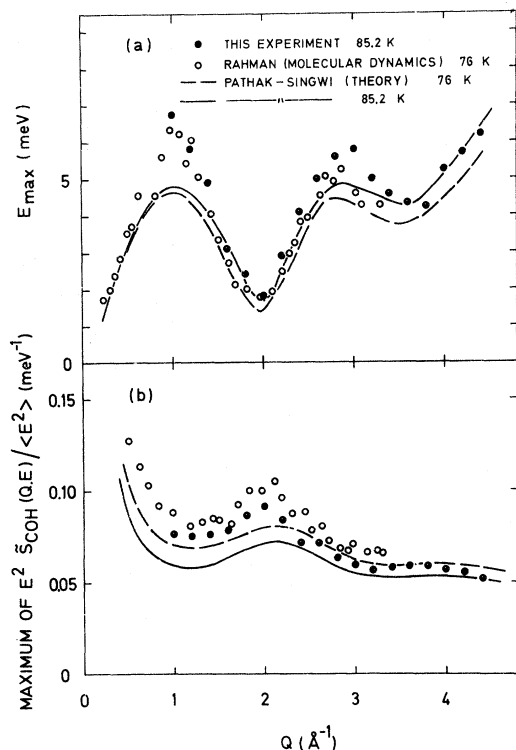 (a)
● THIS EXPERIMENT 85.2 K
○ RAHMAN (MOLECULAR DYNAMICS) 76 K
PATHAK-SINGWI (THEORY) 76 K
—— " —— 85.2 K
E max (meV)
5
0
(b)
MAXIMUM OF E² S̃COH (Q.E) / <E²> (meV⁻¹)
0.15
0.10
0.05
0
0 1 2 3 4
Q (Å⁻¹)